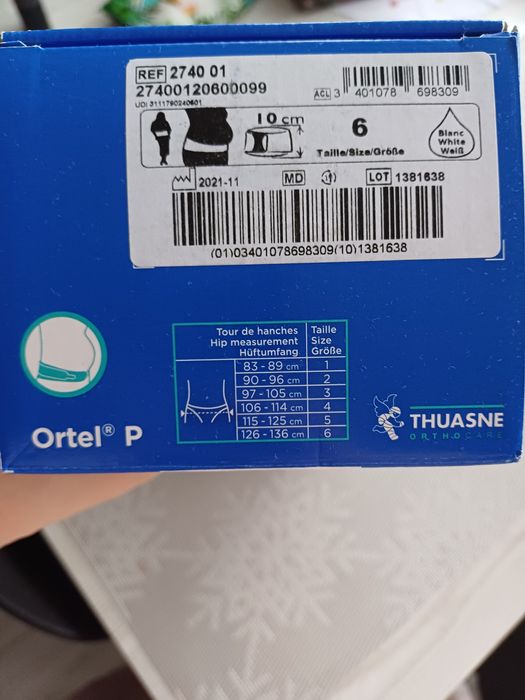 REF 2740 01
27400120600099
UDI 3111790240601
ACL 3 401078 698309
10 cm
6
Taille/Size/Größe
Blanc
White
Weiß
2021-11
MD
LOT 1381638
(01)03401078698309(10)1381638
Tour de hanches Taille
Hip measurement Size
Hüftumfang Größe
83 - 89 cm 1
90 - 96 cm 2
97 - 105 cm 3
106 - 114 cm 4
115 - 125 cm 5
126 - 136 cm 6
Ortel® P
THUASNE
ORTHOCARE